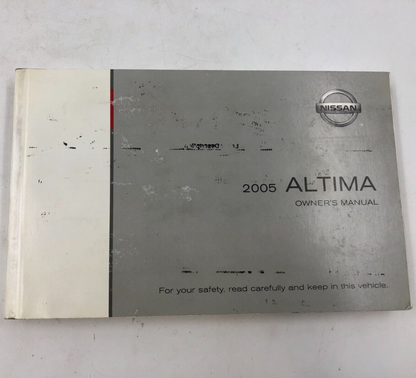 NISSAN
2005 ALTIMA
OWNER'S MANUAL
For your safety, read carefully and keep in this vehicle.